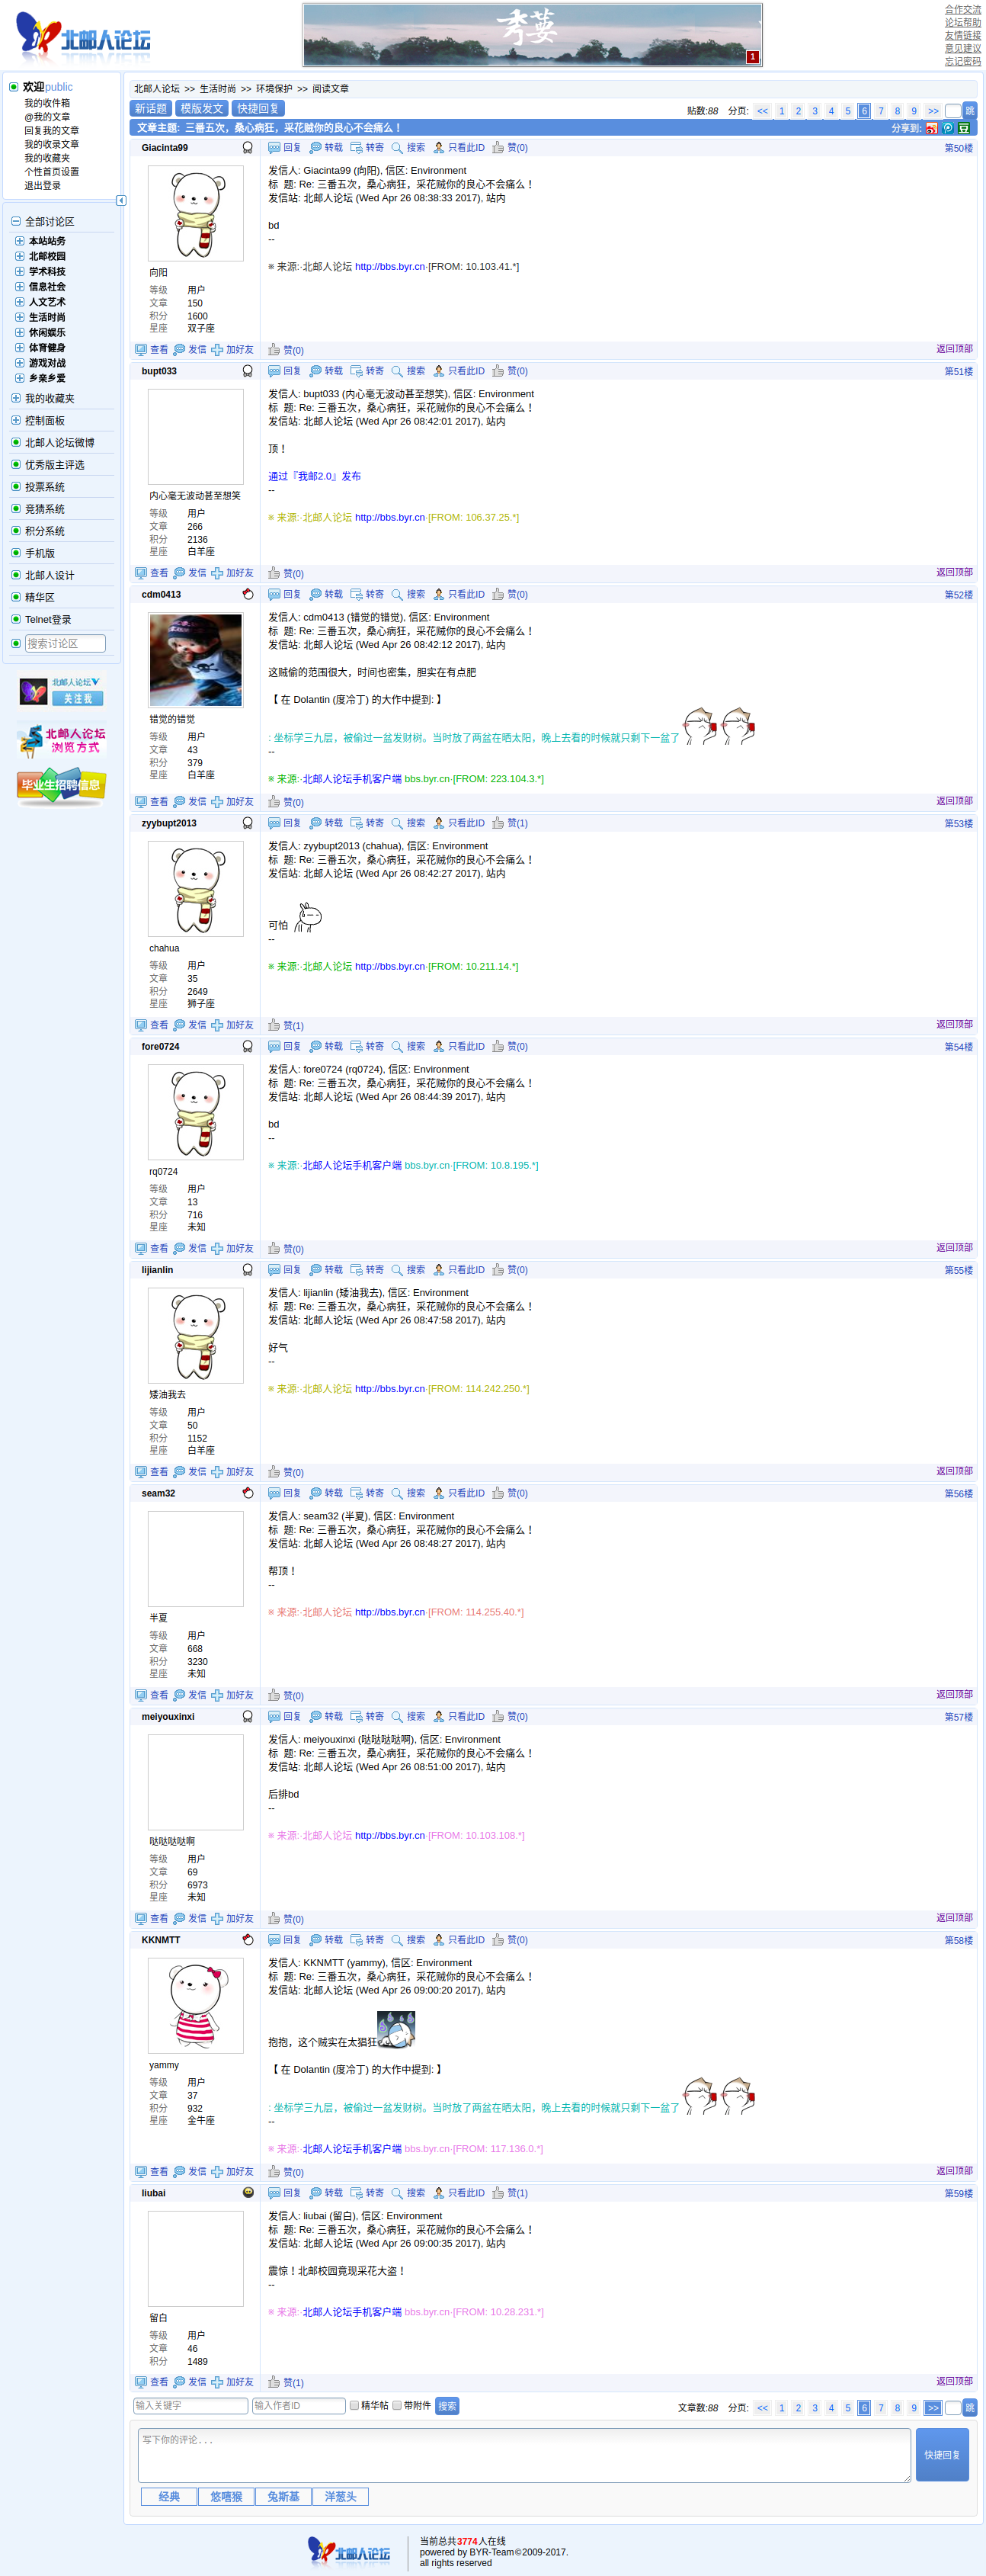 北邮人论坛
考娄
1
合作交流
论坛帮助
友情链接
意见建议
忘记密码
欢迎public
我的收件箱
@我的文章
回复我的文章
我的收录文章
我的收藏夹
个性首页设置
退出登录
全部讨论区
本站站务
北邮校园
学术科技
信息社会
人文艺术
生活时尚
休闲娱乐
体育健身
游戏对战
乡亲乡爱
我的收藏夹
控制面板
北邮人论坛微博
优秀版主评选
投票系统
竞猜系统
积分系统
手机版
北邮人设计
精华区
Telnet登录
搜索讨论区
北邮人论坛
关注我
北邮人论坛
浏览方式
毕业生招聘信息
北邮人论坛 >> 生活时尚 >> 环境保护 >> 阅读文章
新话题 模版发文 快捷回复
贴数:88 分页: << 1 2 3 4 5 6 7 8 9 >> 跳
文章主题: 三番五次，桑心病狂，采花贼你的良心不会痛么！ 分享到:
Giacinta99 回复 转载 转寄 搜索 只看此ID 赞(0) 第50楼
发信人: Giacinta99 (向阳), 信区: Environment
标 题: Re: 三番五次，桑心病狂，采花贼你的良心不会痛么！
发信站: 北邮人论坛 (Wed Apr 26 08:38:33 2017), 站内
bd
--
※ 来源:·北邮人论坛 http://bbs.byr.cn·[FROM: 10.103.41.*]
向阳
等级 用户
文章 150
积分 1600
星座 双子座
查看 发信 加好友 赞(0) 返回顶部
bupt033 回复 转载 转寄 搜索 只看此ID 赞(0) 第51楼
发信人: bupt033 (内心毫无波动甚至想笑), 信区: Environment
标 题: Re: 三番五次，桑心病狂，采花贼你的良心不会痛么！
发信站: 北邮人论坛 (Wed Apr 26 08:42:01 2017), 站内
顶！
通过『我邮2.0』发布
--
※ 来源:·北邮人论坛 http://bbs.byr.cn·[FROM: 106.37.25.*]
内心毫无波动甚至想笑
等级 用户
文章 266
积分 2136
星座 白羊座
查看 发信 加好友 赞(0) 返回顶部
cdm0413 回复 转载 转寄 搜索 只看此ID 赞(0) 第52楼
发信人: cdm0413 (错觉的错觉), 信区: Environment
标 题: Re: 三番五次，桑心病狂，采花贼你的良心不会痛么！
发信站: 北邮人论坛 (Wed Apr 26 08:42:12 2017), 站内
这贼偷的范围很大，时间也密集，胆实在有点肥
【 在 Dolantin (度冷丁) 的大作中提到: 】
: 坐标学三九层，被偷过一盆发财树。当时放了两盆在晒太阳，晚上去看的时候就只剩下一盆了
--
※ 来源:·北邮人论坛手机客户端 bbs.byr.cn·[FROM: 223.104.3.*]
错觉的错觉
等级 用户
文章 43
积分 379
星座 白羊座
查看 发信 加好友 赞(0) 返回顶部
zyybupt2013 回复 转载 转寄 搜索 只看此ID 赞(1) 第53楼
发信人: zyybupt2013 (chahua), 信区: Environment
标 题: Re: 三番五次，桑心病狂，采花贼你的良心不会痛么！
发信站: 北邮人论坛 (Wed Apr 26 08:42:27 2017), 站内
可怕
--
※ 来源:·北邮人论坛 http://bbs.byr.cn·[FROM: 10.211.14.*]
chahua
等级 用户
文章 35
积分 2649
星座 狮子座
查看 发信 加好友 赞(1) 返回顶部
fore0724 回复 转载 转寄 搜索 只看此ID 赞(0) 第54楼
发信人: fore0724 (rq0724), 信区: Environment
标 题: Re: 三番五次，桑心病狂，采花贼你的良心不会痛么！
发信站: 北邮人论坛 (Wed Apr 26 08:44:39 2017), 站内
bd
--
※ 来源:·北邮人论坛手机客户端 bbs.byr.cn·[FROM: 10.8.195.*]
rq0724
等级 用户
文章 13
积分 716
星座 未知
查看 发信 加好友 赞(0) 返回顶部
lijianlin 回复 转载 转寄 搜索 只看此ID 赞(0) 第55楼
发信人: lijianlin (矮油我去), 信区: Environment
标 题: Re: 三番五次，桑心病狂，采花贼你的良心不会痛么！
发信站: 北邮人论坛 (Wed Apr 26 08:47:58 2017), 站内
好气
--
※ 来源:·北邮人论坛 http://bbs.byr.cn·[FROM: 114.242.250.*]
矮油我去
等级 用户
文章 50
积分 1152
星座 白羊座
查看 发信 加好友 赞(0) 返回顶部
seam32 回复 转载 转寄 搜索 只看此ID 赞(0) 第56楼
发信人: seam32 (半夏), 信区: Environment
标 题: Re: 三番五次，桑心病狂，采花贼你的良心不会痛么！
发信站: 北邮人论坛 (Wed Apr 26 08:48:27 2017), 站内
帮顶！
--
※ 来源:·北邮人论坛 http://bbs.byr.cn·[FROM: 114.255.40.*]
半夏
等级 用户
文章 668
积分 3230
星座 未知
查看 发信 加好友 赞(0) 返回顶部
meiyouxinxi 回复 转载 转寄 搜索 只看此ID 赞(0) 第57楼
发信人: meiyouxinxi (哒哒哒哒啊), 信区: Environment
标 题: Re: 三番五次，桑心病狂，采花贼你的良心不会痛么！
发信站: 北邮人论坛 (Wed Apr 26 08:51:00 2017), 站内
后排bd
--
※ 来源:·北邮人论坛 http://bbs.byr.cn·[FROM: 10.103.108.*]
哒哒哒哒啊
等级 用户
文章 69
积分 6973
星座 未知
查看 发信 加好友 赞(0) 返回顶部
KKNMTT 回复 转载 转寄 搜索 只看此ID 赞(0) 第58楼
发信人: KKNMTT (yammy), 信区: Environment
标 题: Re: 三番五次，桑心病狂，采花贼你的良心不会痛么！
发信站: 北邮人论坛 (Wed Apr 26 09:00:20 2017), 站内
抱抱，这个贼实在太猖狂
【 在 Dolantin (度冷丁) 的大作中提到: 】
: 坐标学三九层，被偷过一盆发财树。当时放了两盆在晒太阳，晚上去看的时候就只剩下一盆了
--
※ 来源:·北邮人论坛手机客户端 bbs.byr.cn·[FROM: 117.136.0.*]
yammy
等级 用户
文章 37
积分 932
星座 金牛座
查看 发信 加好友 赞(0) 返回顶部
liubai 回复 转载 转寄 搜索 只看此ID 赞(1) 第59楼
发信人: liubai (留白), 信区: Environment
标 题: Re: 三番五次，桑心病狂，采花贼你的良心不会痛么！
发信站: 北邮人论坛 (Wed Apr 26 09:00:35 2017), 站内
震惊！北邮校园竟现采花大盗！
--
※ 来源:·北邮人论坛手机客户端 bbs.byr.cn·[FROM: 10.28.231.*]
留白
等级 用户
文章 46
积分 1489
查看 发信 加好友 赞(1) 返回顶部
输入关键字 输入作者ID 精华帖 带附件 搜索
文章数:88 分页: << 1 2 3 4 5 6 7 8 9 >> 跳
写下你的评论...
快捷回复
经典 悠嘻猴 兔斯基 洋葱头
北邮人论坛
当前总共3774人在线
powered by BYR-Team©2009-2017.
all rights reserved